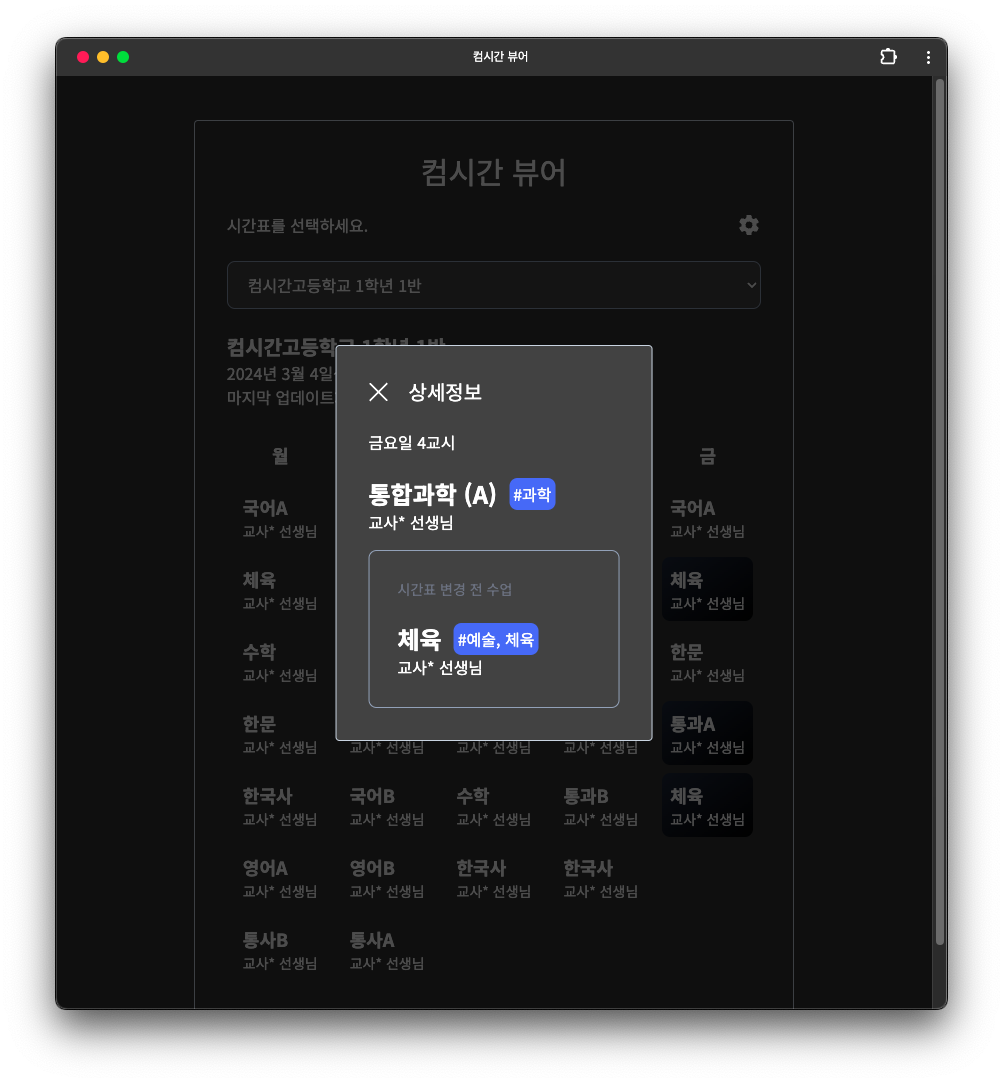 컴시간 뷰어
컴시간 뷰어
시간표를 선택하세요.
컴시간고등학교 1학년 1반
컴시간고등학교 1학년 1반
2024년 3월 4일
마지막 업데이트
상세정보
금요일 4교시
통합과학 (A) #과학
교사* 선생님
시간표 변경 전 수업
체육 #예술, 체육
교사* 선생님
월 금
국어A 국어A
교사* 선생님 교사* 선생님
체육 체육
교사* 선생님 교사* 선생님
수학 한문
교사* 선생님 교사* 선생님
한문 통과A
교사* 선생님 교사* 선생님 교사* 선생님 교사* 선생님 교사* 선생님
한국사 국어B 수학 통과B 체육
교사* 선생님 교사* 선생님 교사* 선생님 교사* 선생님 교사* 선생님
영어A 영어B 한국사 한국사
교사* 선생님 교사* 선생님 교사* 선생님 교사* 선생님
통사B 통사A
교사* 선생님 교사* 선생님